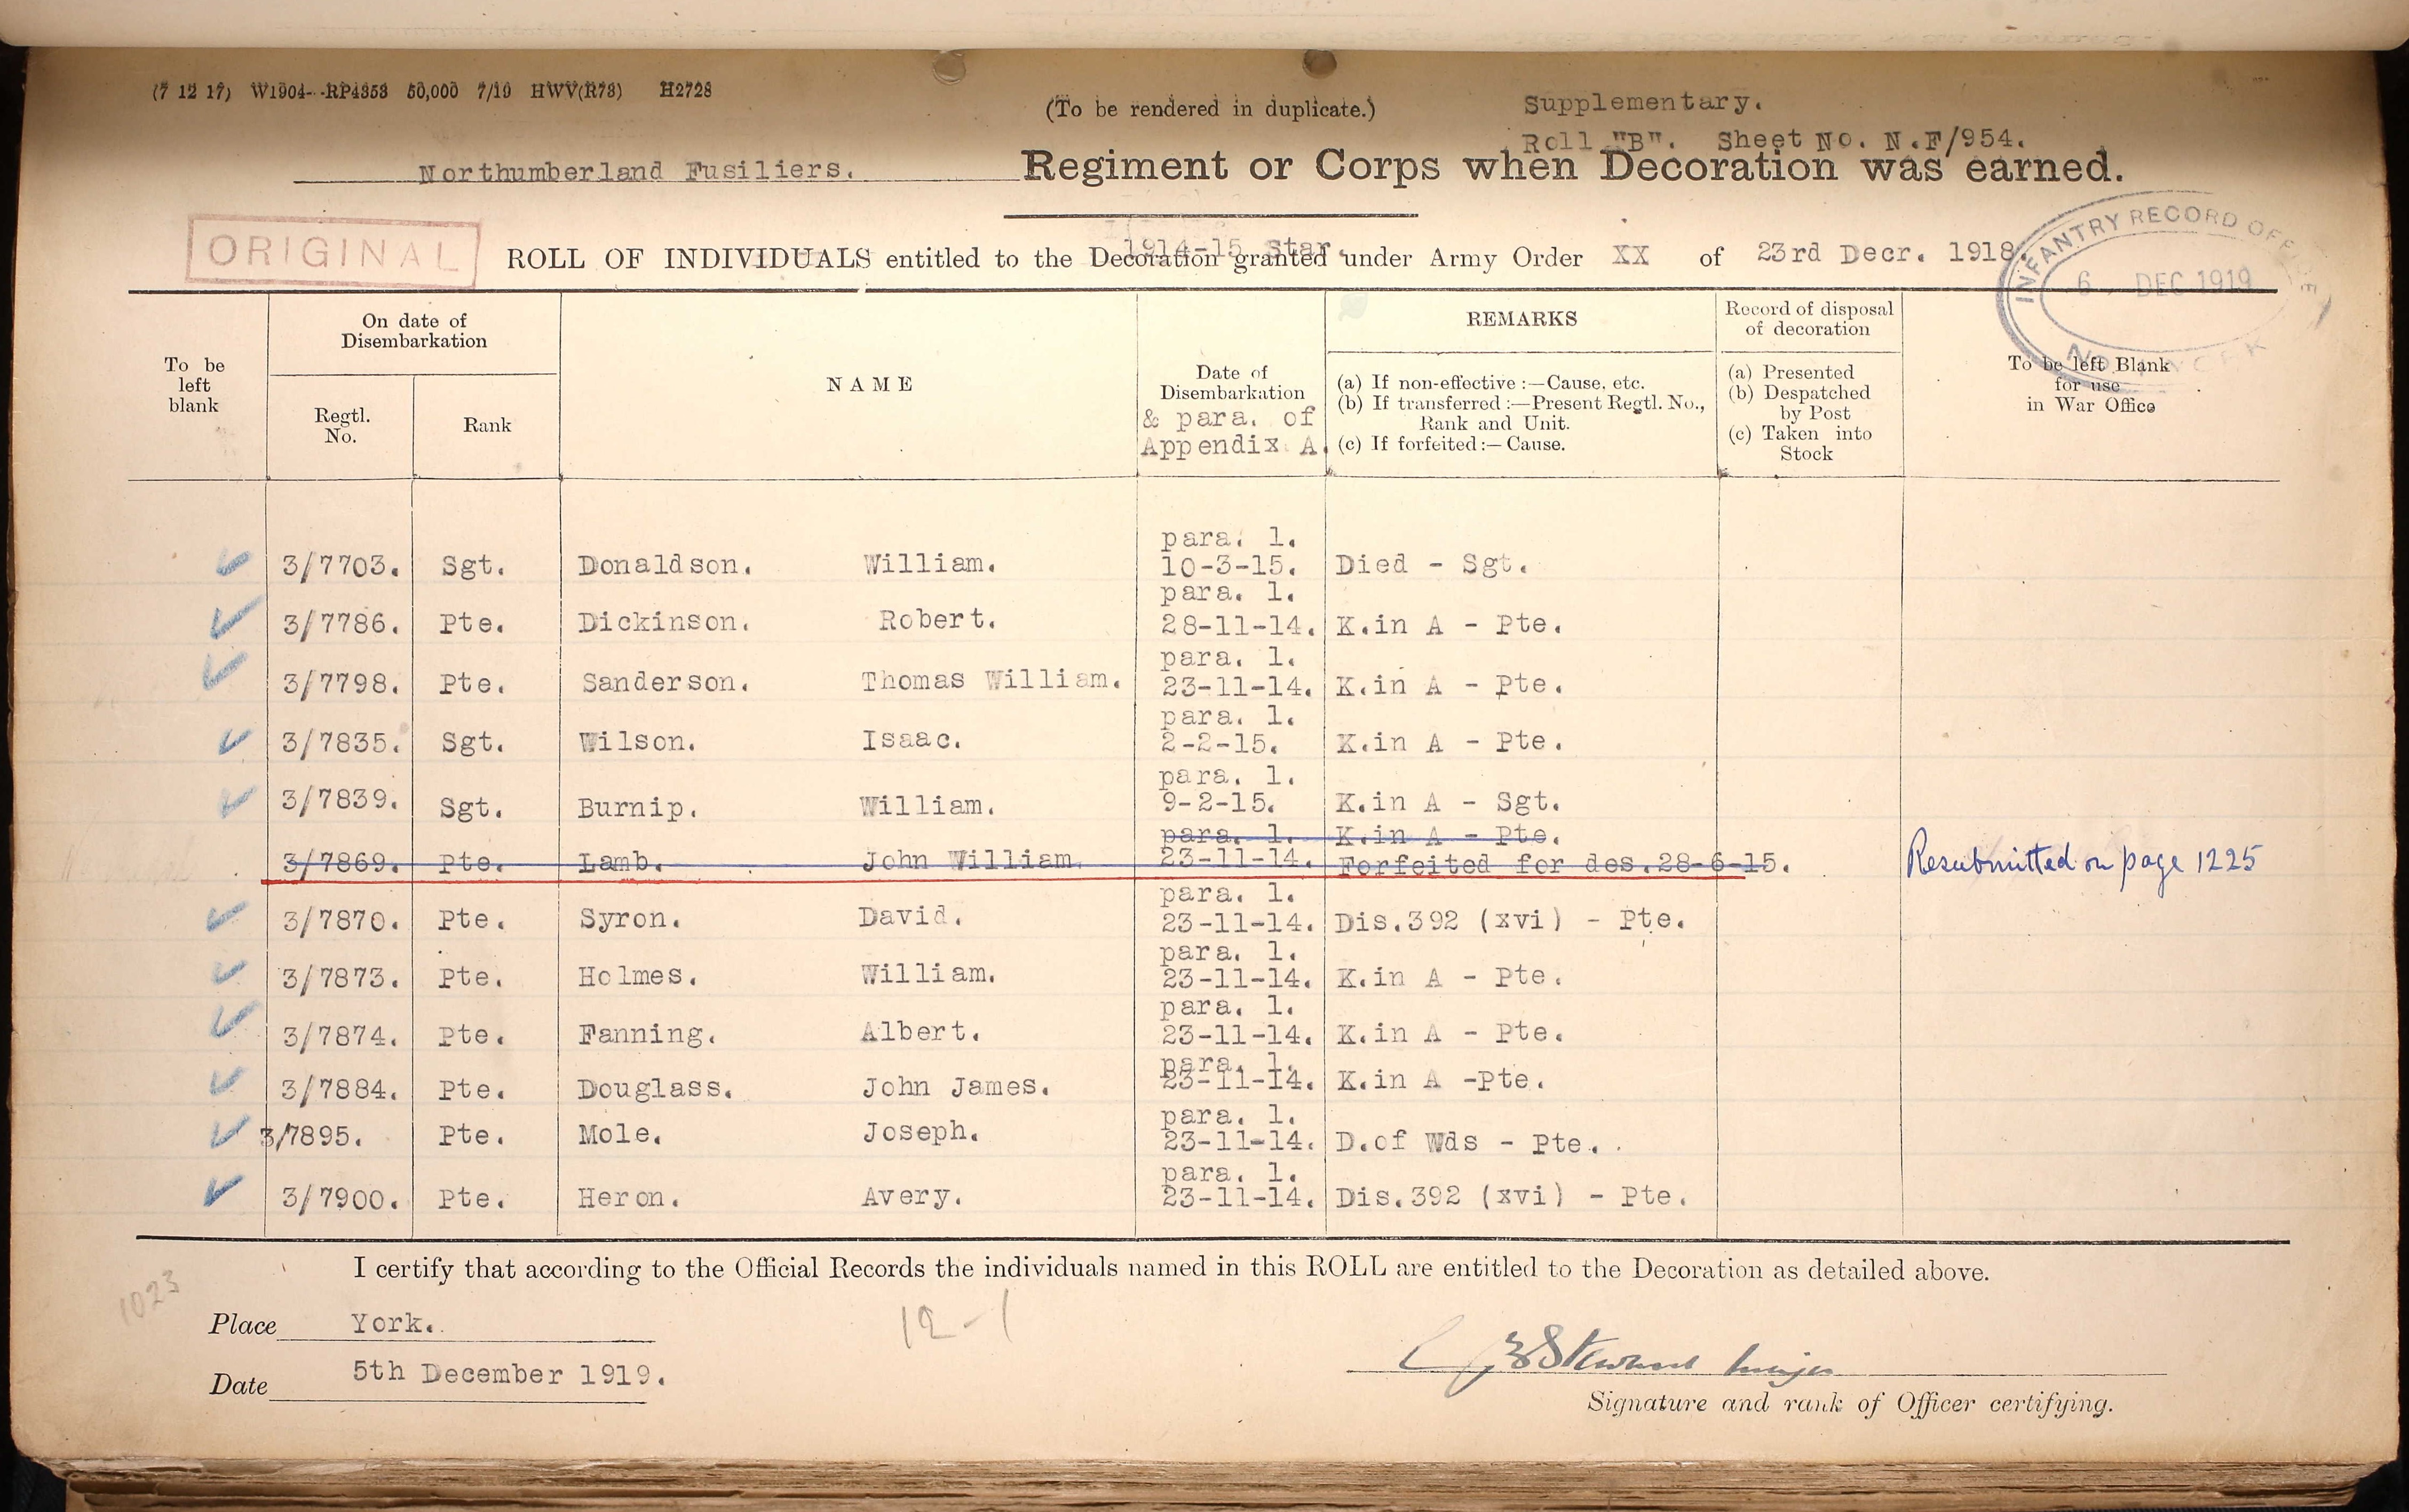 (7 12 17) W1904--RP4353 50,000 7/19 HWV(R73) H2728
(To be rendered in duplicate.)
Supplementary.
Roll "B". Sheet No. N.F/954.
Northumberland Fusiliers. Regiment or Corps when Decoration was earned.
ORIGINAL
1914-15 Star.
ROLL OF INDIVIDUALS entitled to the Decoration granted under Army Order XX of 23rd Decr. 1918.
INFANTRY RECORD OFFICE
6 DEC 1919
YORK
To be left blank
On date of Disembarkation
Regtl. No.
Rank
NAME
Date of Disembarkation
& para. of
Appendix A.
REMARKS
(a) If non-effective :—Cause, etc.
(b) If transferred :—Present Regtl. No.,
Rank and Unit.
(c) If forfeited :— Cause.
Record of disposal of decoration
(a) Presented
(b) Despatched
by Post
(c) Taken into
Stock
To be left Blank
for use
in War Office
para. 1.
3/7703. Sgt. Donaldson. William. 10-3-15. Died - Sgt.
para. 1.
3/7786. Pte. Dickinson. Robert. 28-11-14. K.in A - Pte.
para. 1.
3/7798. Pte. Sanderson. Thomas William. 23-11-14. K.in A - Pte.
para. 1.
3/7835. Sgt. Wilson. Isaac. 2-2-15. K.in A - Pte.
para. 1.
3/7839. Sgt. Burnip. William. 9-2-15. K.in A - Sgt.
para. 1. K.in A - Pte.
3/7869. Pte. Lamb. John William. 23-11-14. Forfeited for des.28-6-15. Resubmitted on page 1225
para. 1.
3/7870. Pte. Syron. David. 23-11-14. Dis.392 (xvi) - Pte.
para. 1.
3/7873. Pte. Holmes. William. 23-11-14. K.in A - Pte.
para. 1.
3/7874. Pte. Fanning. Albert. 23-11-14. K.in A - Pte.
para. 1.
3/7884. Pte. Douglass. John James. 23-11-14. K.in A -Pte.
para. 1.
3/7895. Pte. Mole. Joseph. 23-11-14. D.of Wds - Pte.
para. 1.
3/7900. Pte. Heron. Avery. 23-11-14. Dis.392 (xvi) - Pte.
I certify that according to the Official Records the individuals named in this ROLL are entitled to the Decoration as detailed above.
1023
12-1
Place York.
Date 5th December 1919.
Stewart Major
Signature and rank of Officer certifying.